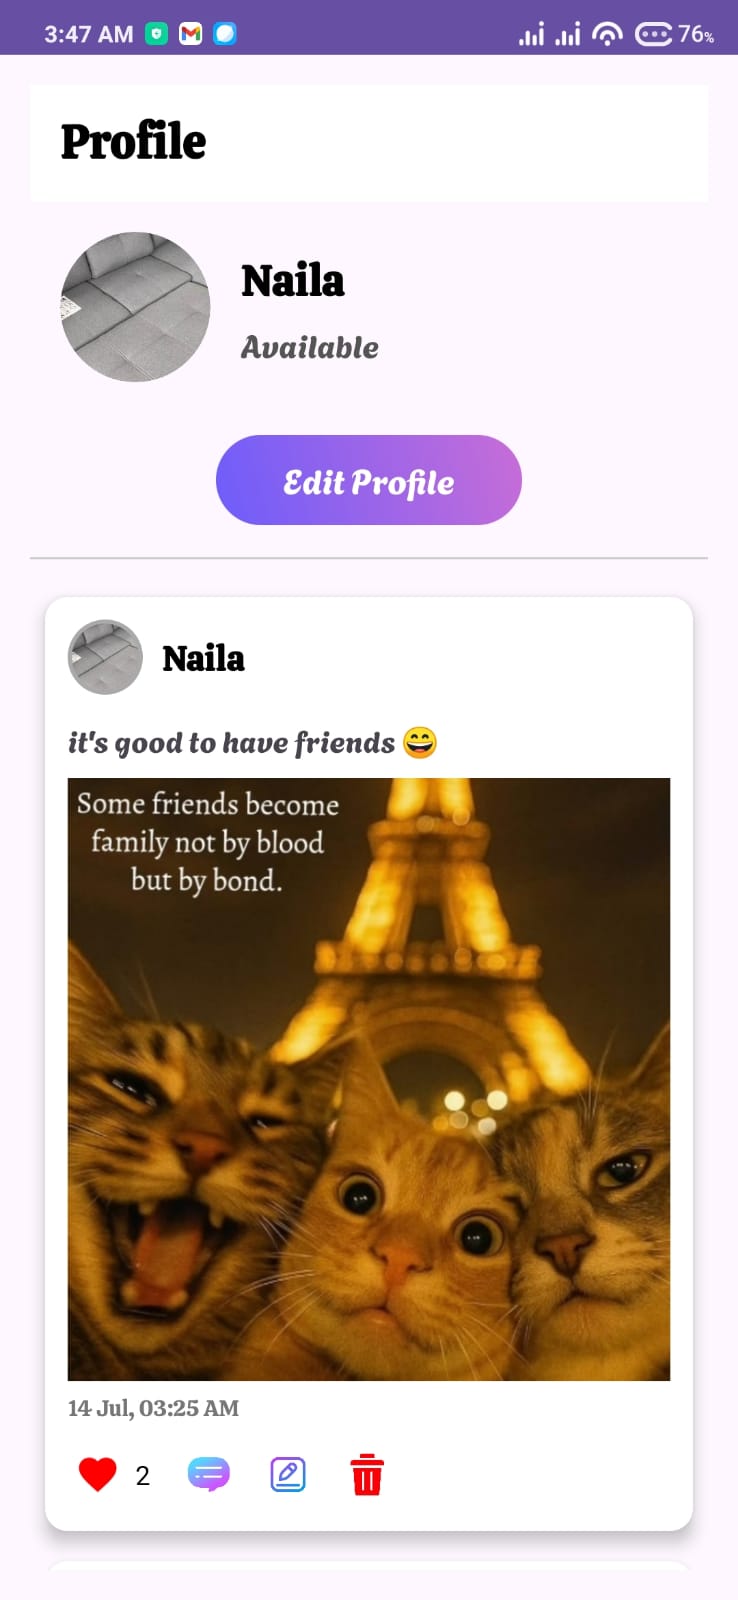 3:47 AM 76%
Profile
Naila
Available
Edit Profile
Naila
it's good to have friends 😄
Some friends become
family not by blood
but by bond.
14 Jul, 03:25 AM
2